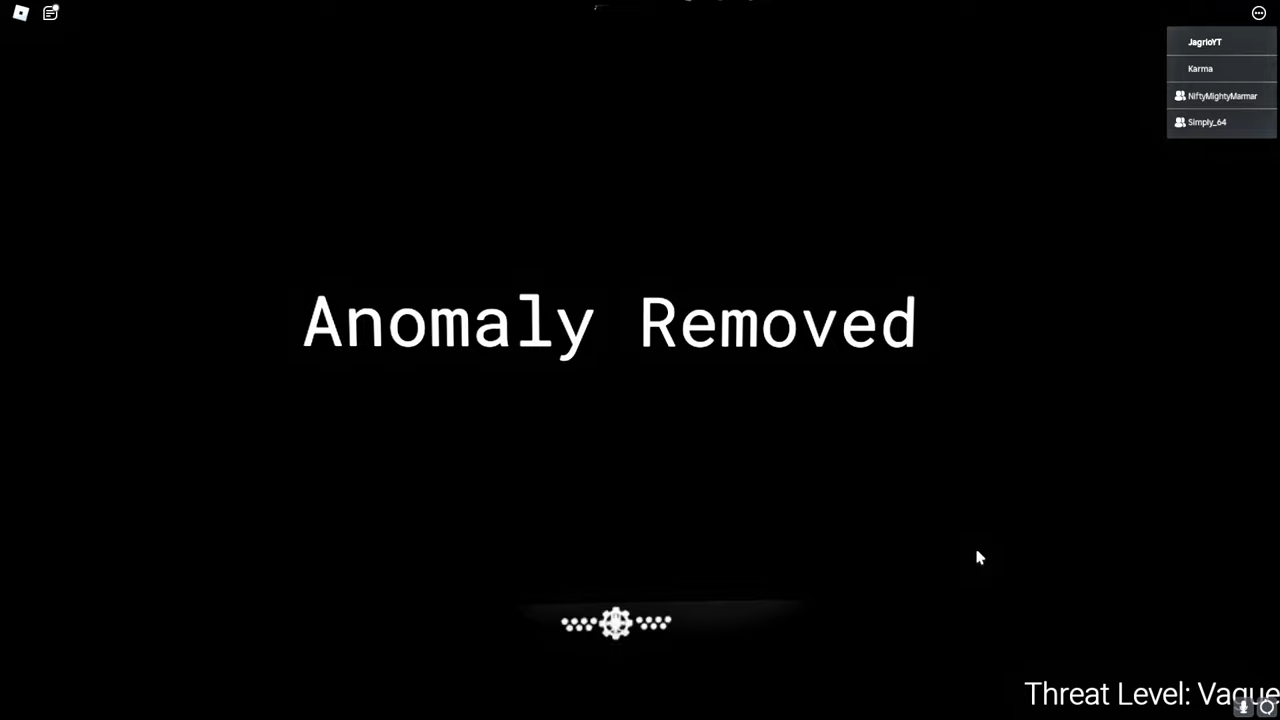 JagrioYT
Karma
NiftyMightyMarmar
Simply_64
Anomaly Removed
Threat Level: Vague